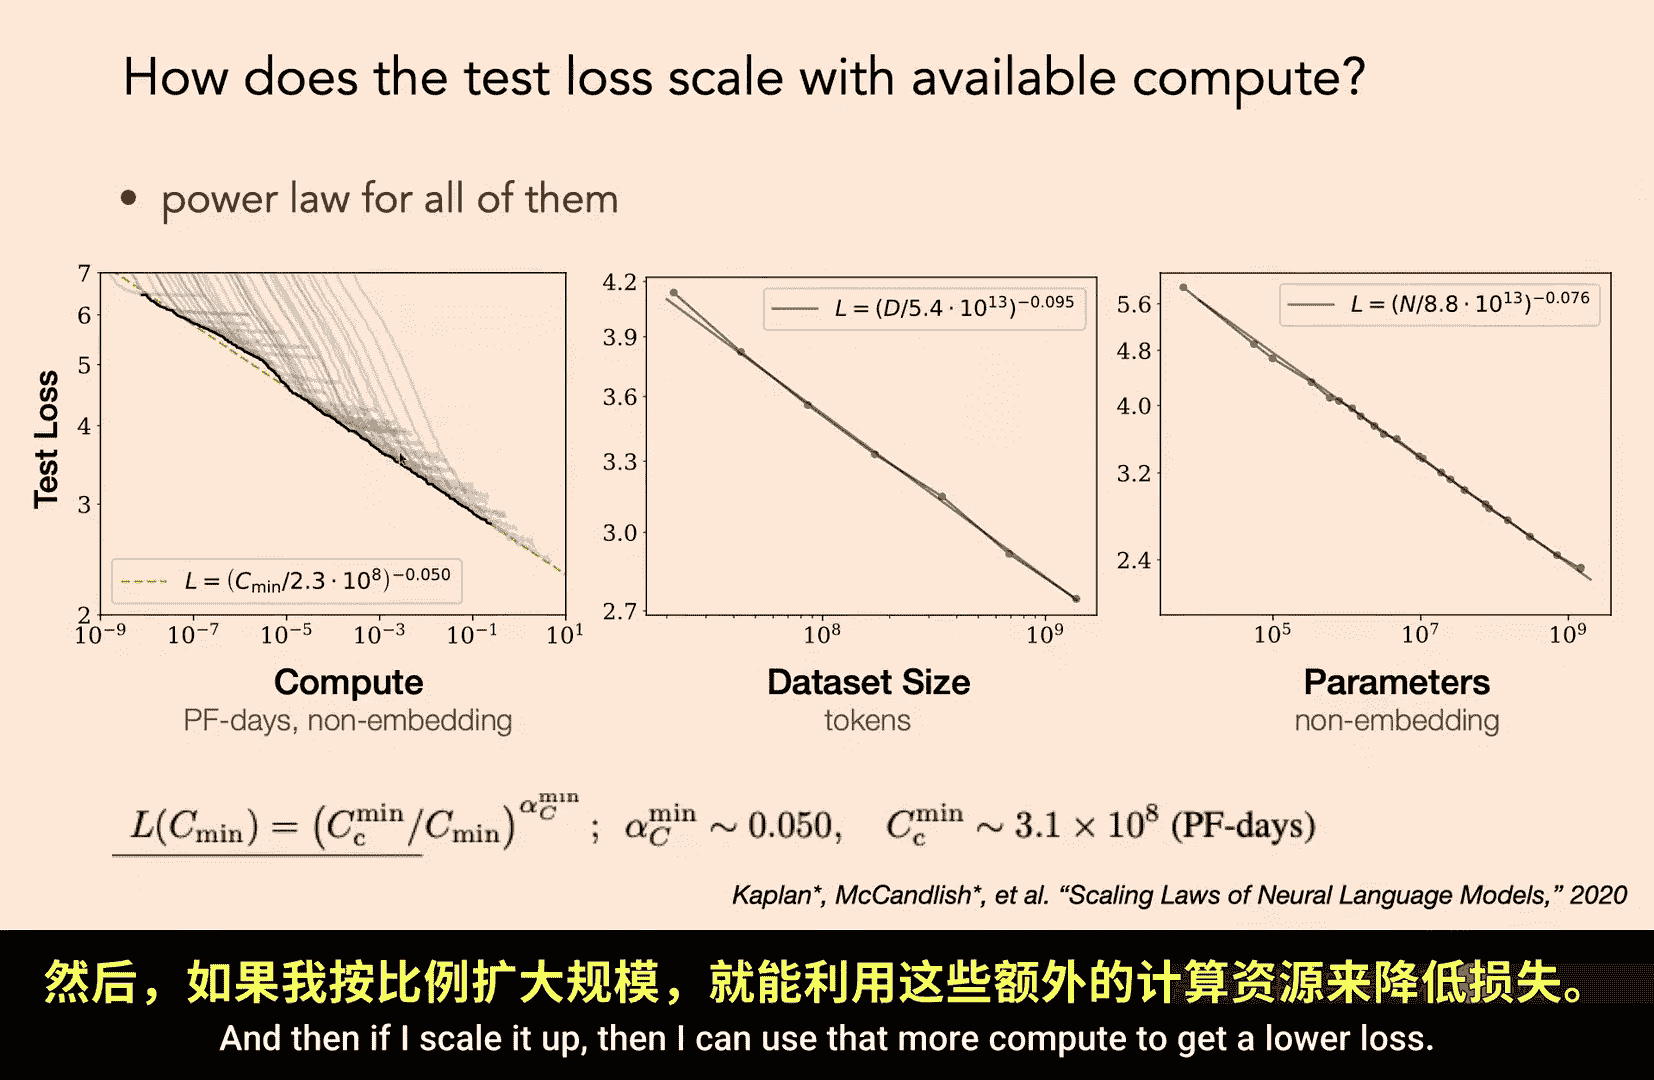 How does the test loss scale with available compute?
• power law for all of them
Test Loss
7
6
5
4
3
2
L = (C_min/2.3 · 10^8)^−0.050
10^−9 10^−7 10^−5 10^−3 10^−1 10^1
Compute
PF-days, non-embedding
4.2
3.9
3.6
3.3
3.0
2.7
L = (D/5.4 · 10^13)^−0.095
10^8 10^9
Dataset Size
tokens
5.6
4.8
4.0
3.2
2.4
L = (N/8.8 · 10^13)^−0.076
10^5 10^7 10^9
Parameters
non-embedding
L(C_min) = (C_c^min/C_min)^α_C^min ; α_C^min ∼ 0.050, C_c^min ∼ 3.1 × 10^8 (PF-days)
Kaplan*, McCandlish*, et al. “Scaling Laws of Neural Language Models,” 2020
然后，如果我按比例扩大规模，就能利用这些额外的计算资源来降低损失。
And then if I scale it up, then I can use that more compute to get a lower loss.